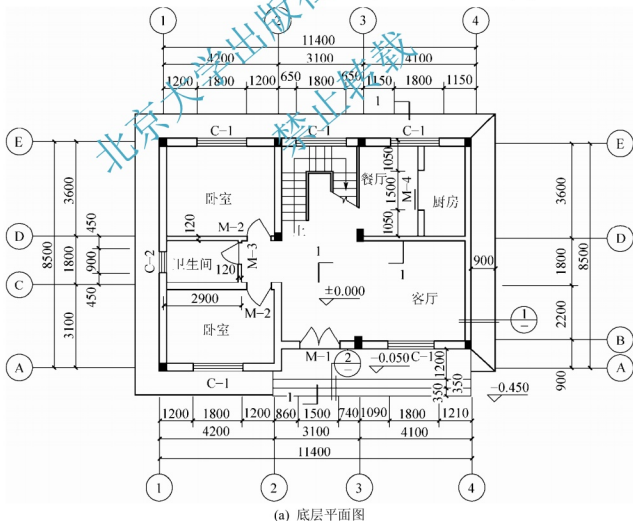 1 2 3 4
11400
4200 3100 4100
1200 1800 1200 650 1800 650 1150 1800 1150
1
C-1 C-1 C-1
E E
3600 卧室 餐厅 1050 1500 1050 M-4 厨房 3600
上
D D
450 120 M-2
8500 1800 900 C-2 卫生间 120 M-3 1 1 900 1800 8500
C
450 2900 ±0.000 客厅 2200
M-2
3100 卧室 1
B
M-1 2 -0.050 C-1 1200
A A
C-1 1 350 350 -0.450 900
1200 1800 1200 860 1500 740 1090 1800 1210
4200 3100 4100
11400
1 2 3 4
(a) 底层平面图
北京大学出版社
禁止转载